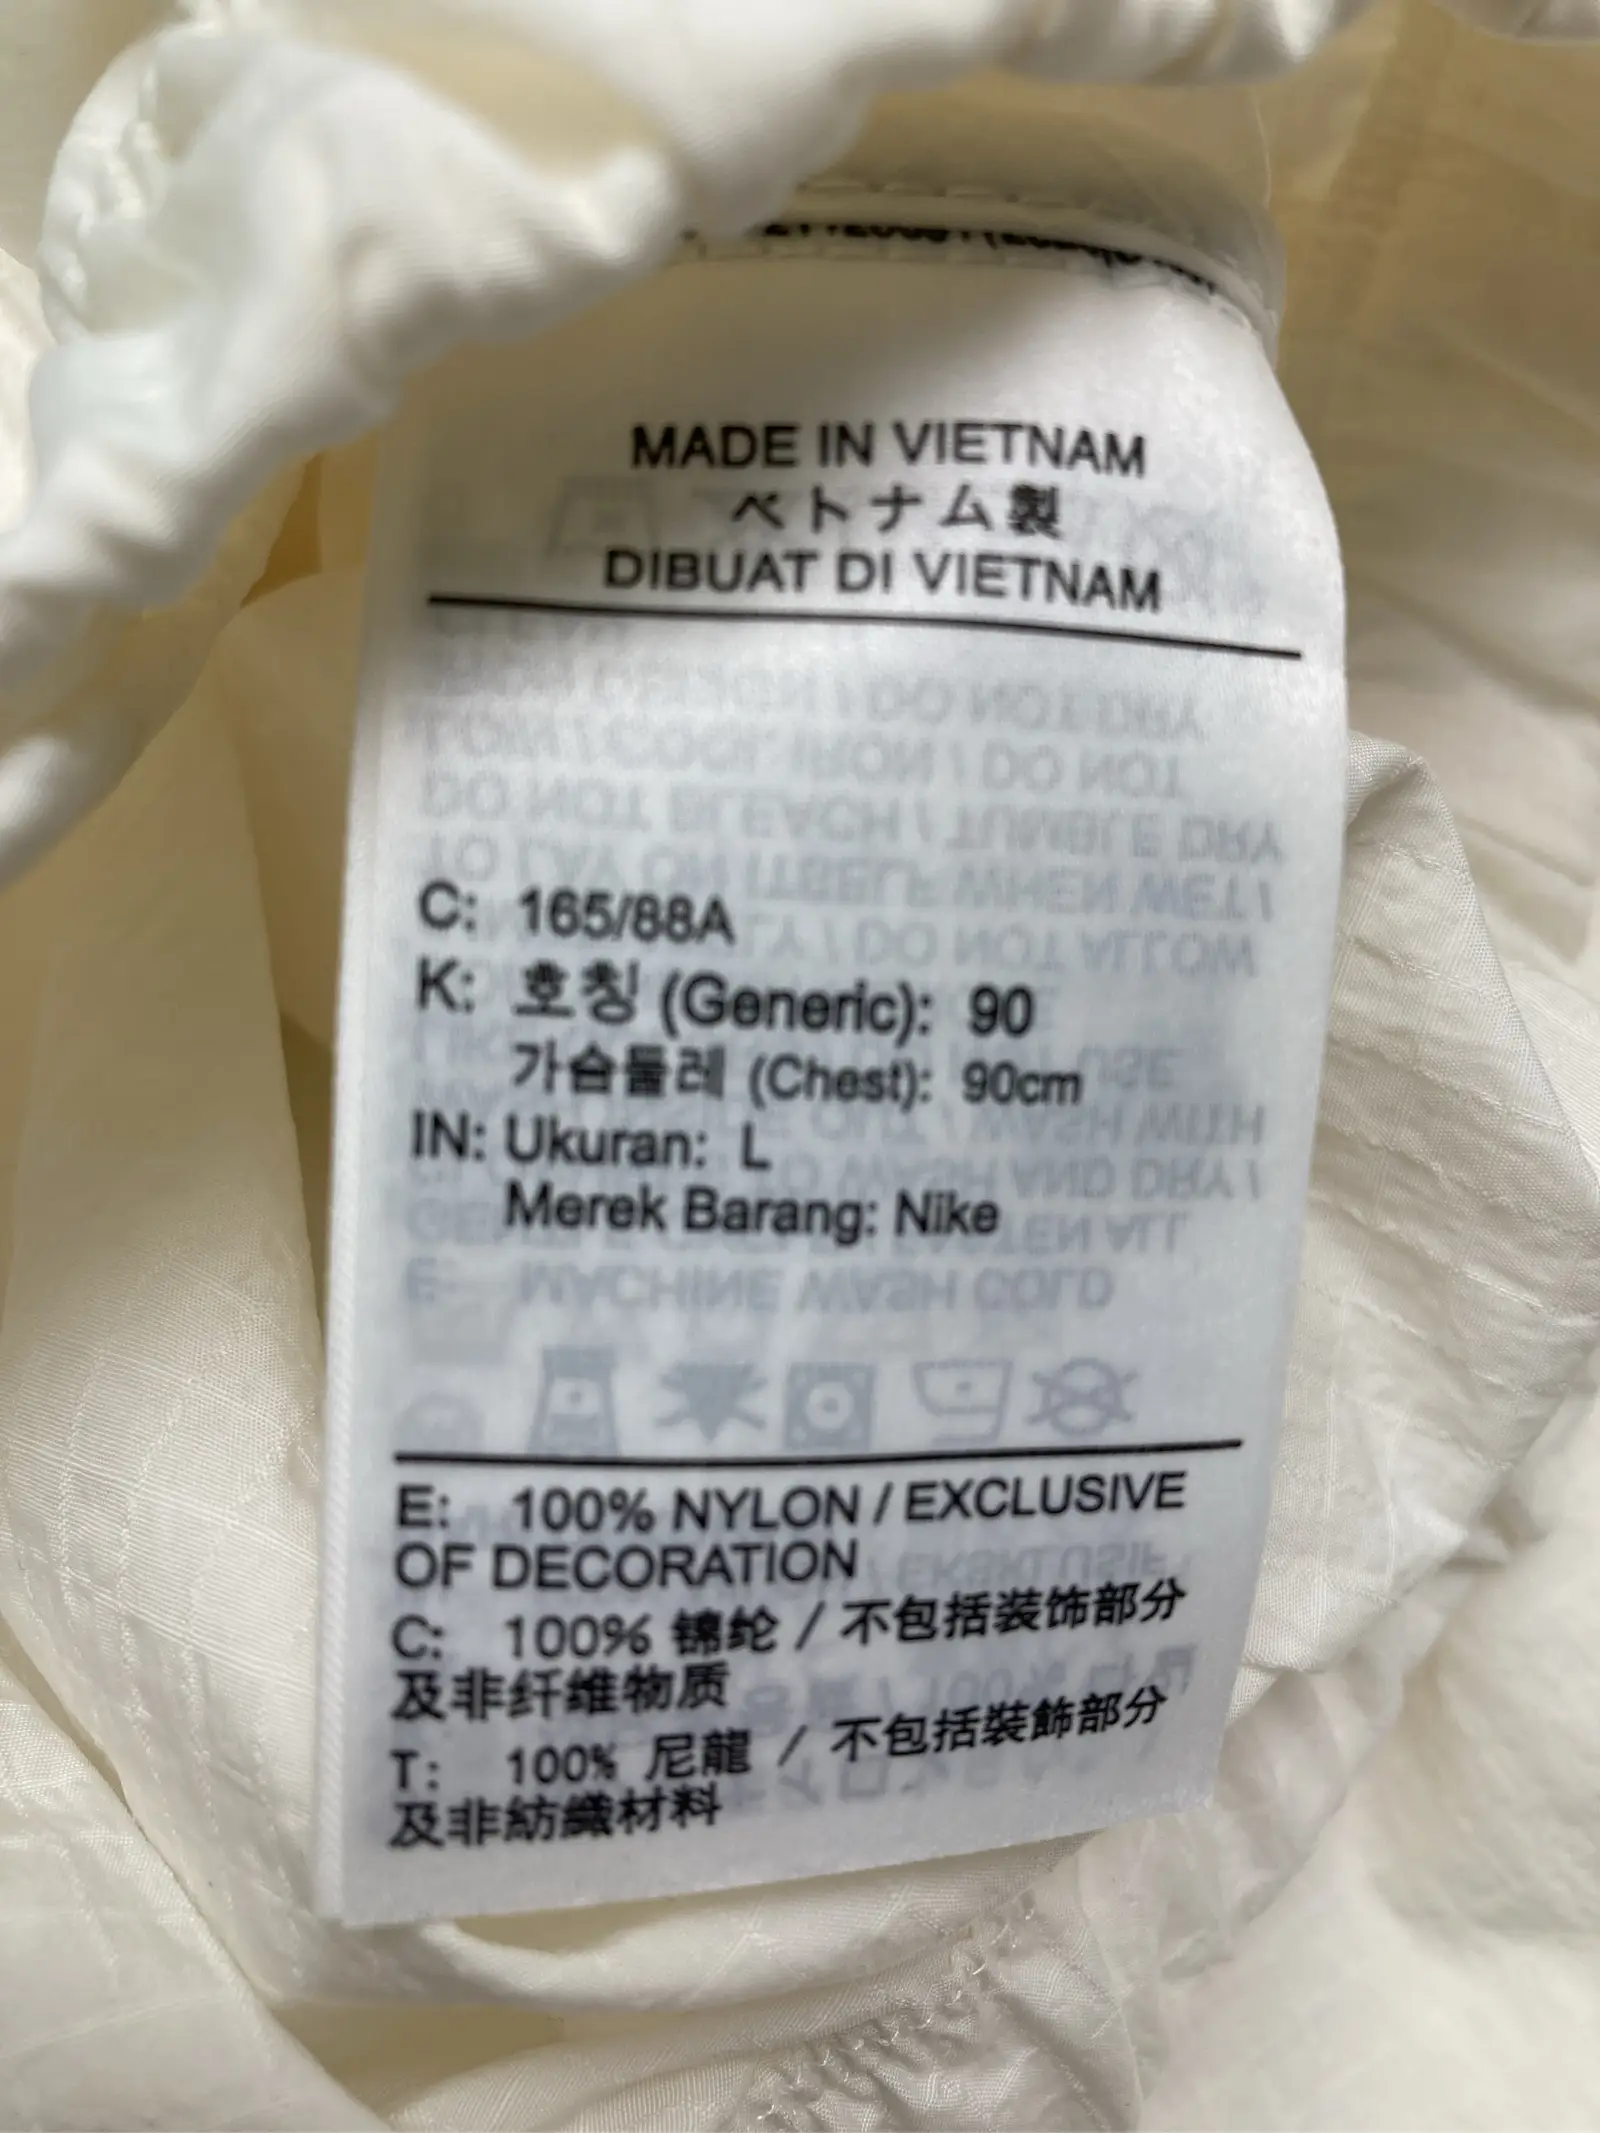 MADE IN VIETNAM
ベトナム製
DIBUAT DI VIETNAM
C: 165/88A
K: 호칭 (Generic): 90
가슴둘레 (Chest): 90cm
IN: Ukuran: L
Merek Barang: Nike
E: 100% NYLON / EXCLUSIVE
OF DECORATION
C: 100% 锦纶 / 不包括装饰部分
及非纤维物质
T: 100% 尼龍 / 不包括裝飾部分
及非紡織材料